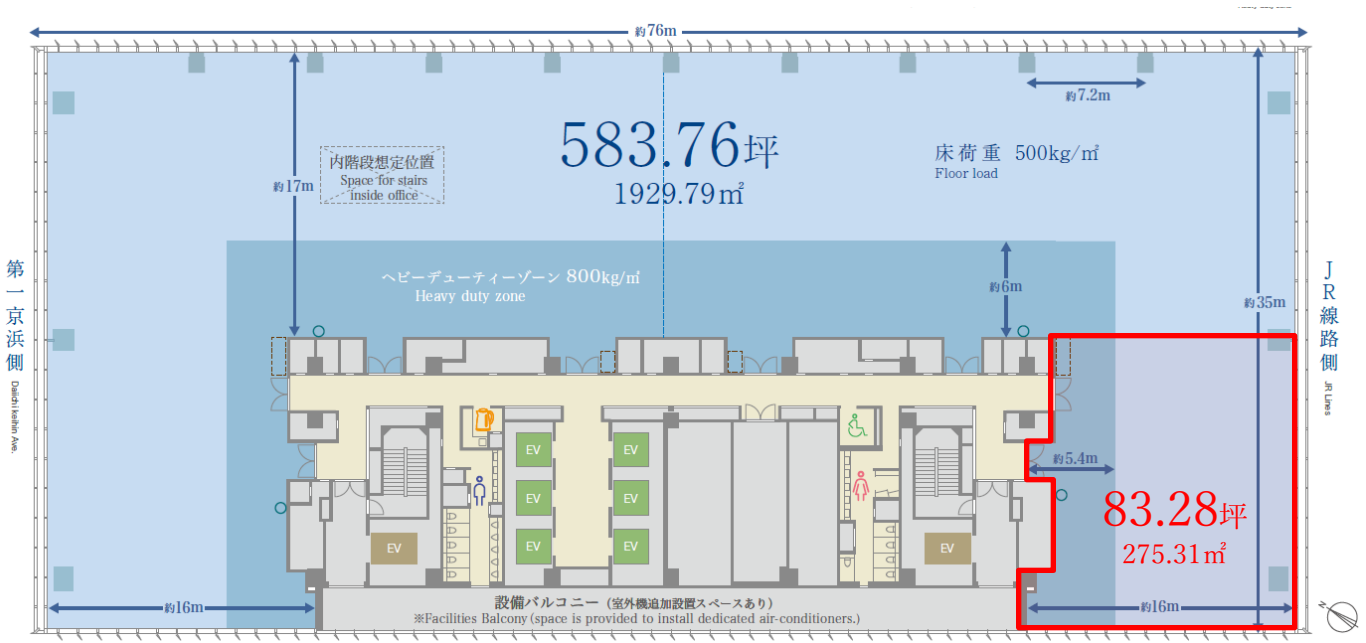 約76m
約7.2m
583.76坪
1929.79㎡
床荷重 500kg/㎡
Floor load
内階段想定位置
Space for stairs
inside office
約17m
ヘビーデューティーゾーン 800kg/㎡
Heavy duty zone
約6m
約35m
第一京浜側
Daiichi keihin Ave.
JR線路側
JR Lines
EV
EV
EV
EV
EV
EV
EV
EV
約5.4m
83.28坪
275.31㎡
約16m
設備バルコニー（室外機追加設置スペースあり）
※Facilities Balcony (space is provided to install dedicated air-conditioners.)
約16m
N